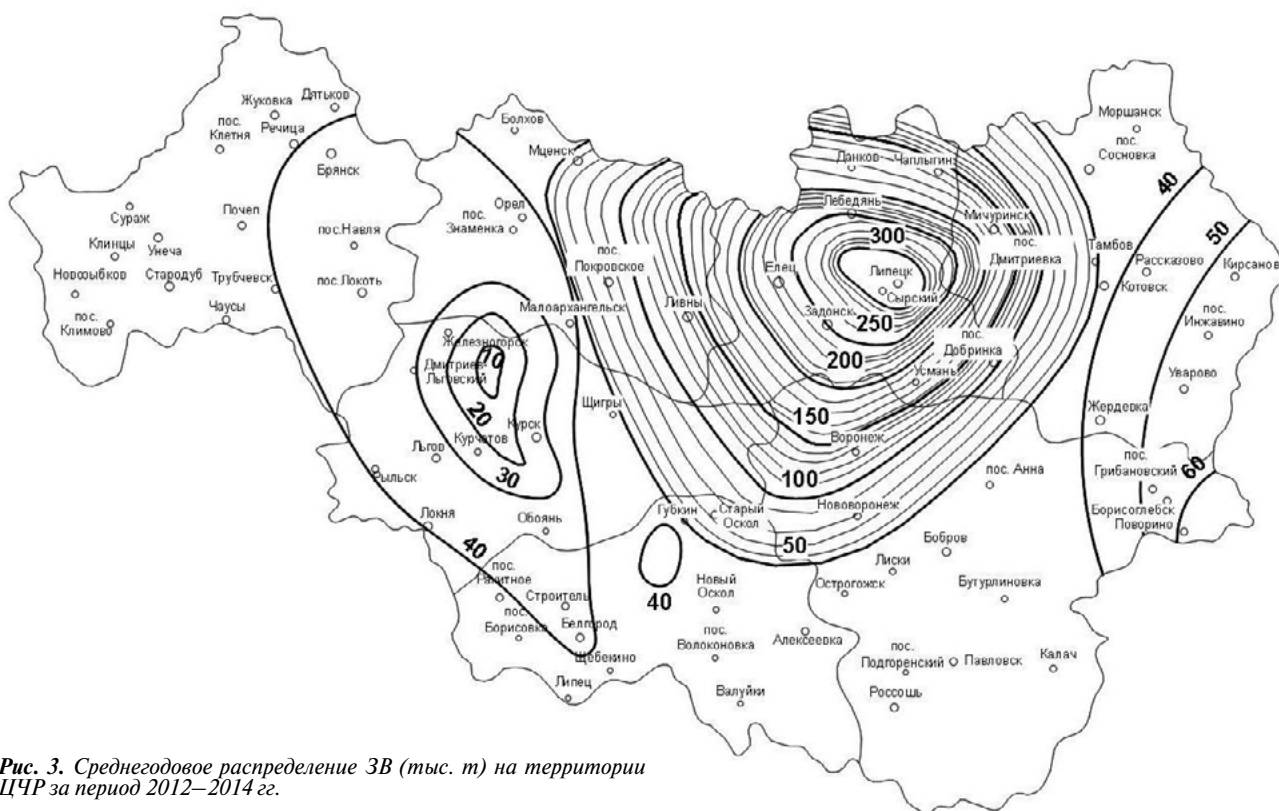 Дятьков
Жуковка
пос.
Клетня
Речица
Брянск
Сураж
Почеп
Клинцы
Унеча
Новозыбков
Стародуб
Трубчевск
пос.
Климово
Чаусы
пос.Навля
пос.Локоть
Болхов
Мценск
Орел
пос.
Знаменка
пос.
Покровское
Малоархангельск
Ливны
Железногорск
Дмитриев-
Льговский
10
20
30
Курск
Курчатов
Льгов
Рыльск
Щигры
Локня
Обоянь
40
пос.
Ракитное
Строитель
пос.
Борисовка
Белгород
Щебекино
Липец
Губкин
Старый
Оскол
40
Новый
Оскол
пос.
Волоконовка
Валуйки
Алексеевка
Данков
Чаплыгин
Лебедянь
300
Елец
Липецк
Сырский
Задонск
250
200
150
100
50
Мичуринск
пос.
Дмитриевка
пос.
Добринка
Усмань
Воронеж
Нововоронеж
пос. Анна
Бобров
Лиски
Острогожск
Бутурлиновка
пос.
Подгоренский
Павловск
Калач
Россошь
Моршанск
пос.
Сосновка
40
50
Тамбов
Рассказово
Котовск
Кирсанов
пос.
Инжавино
Уварово
Жердевка
пос.
Грибановский
60
Борисоглебск
Поворино
Рис. 3. Среднегодовое распределение ЗВ (тыс. т) на территории
ЦЧР за период 2012–2014 гг.